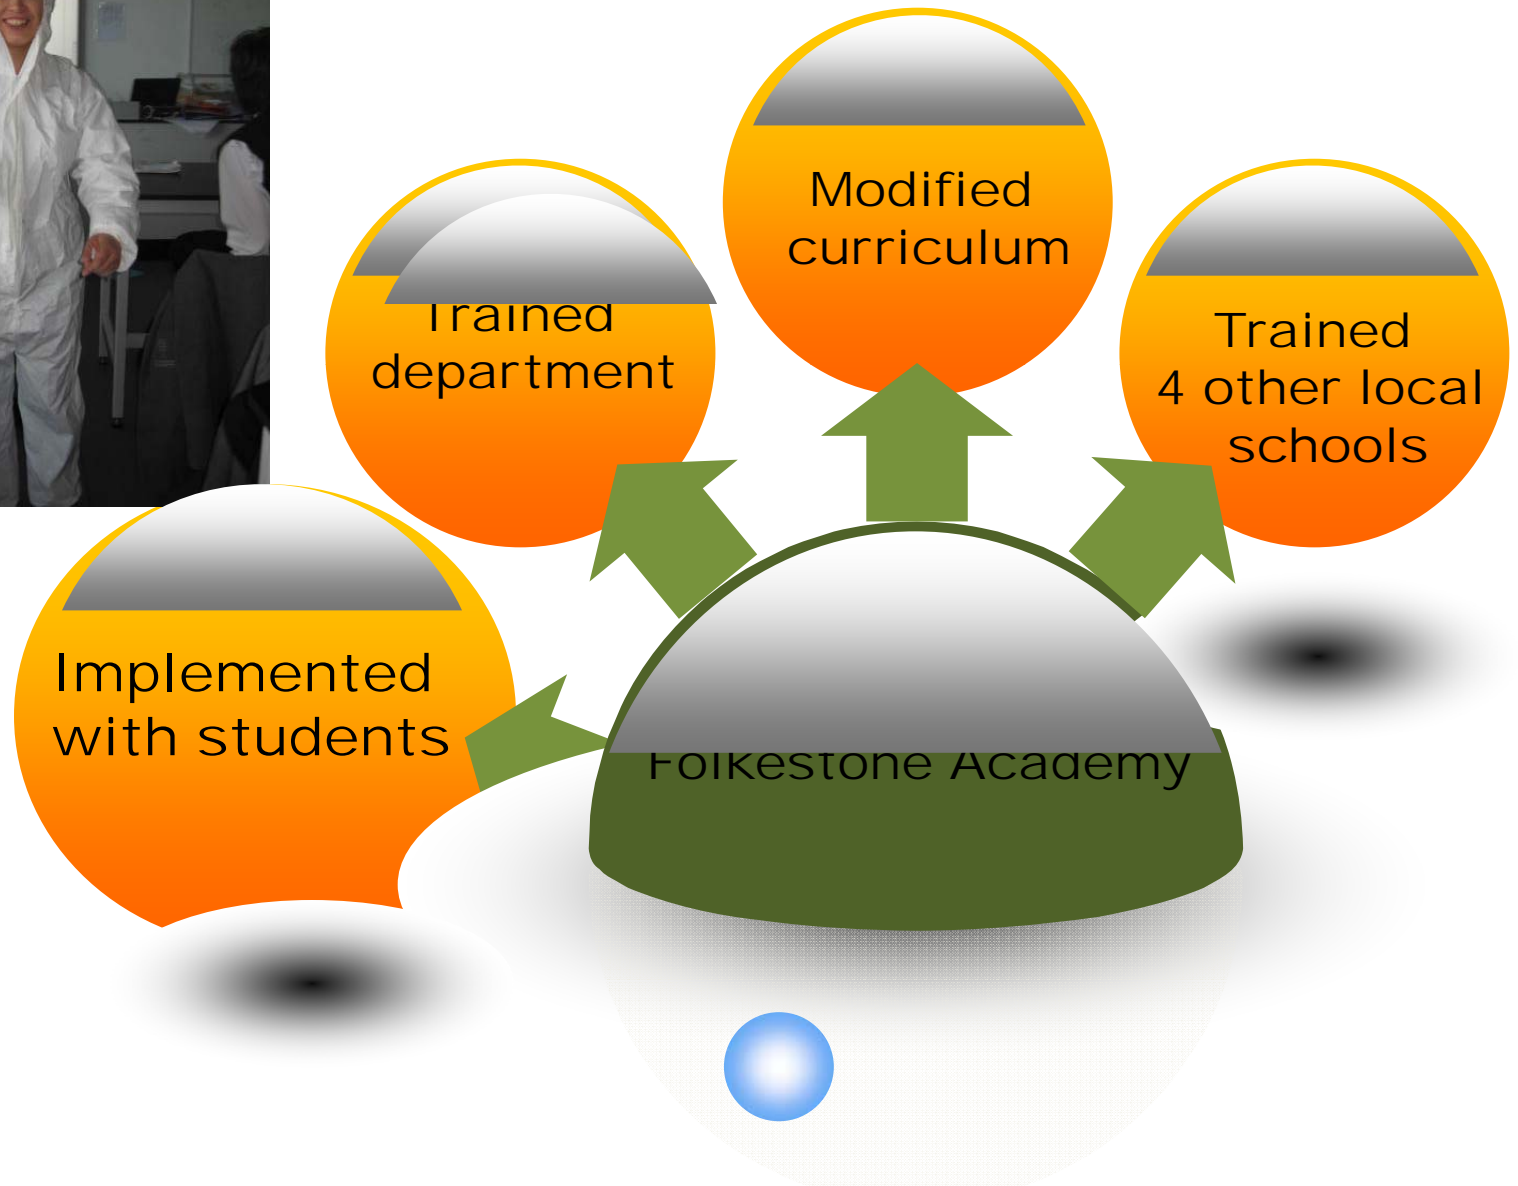 Modified
curriculum
Trained
department
Trained
4 other local
schools
Implemented
with students
Folkestone Academy